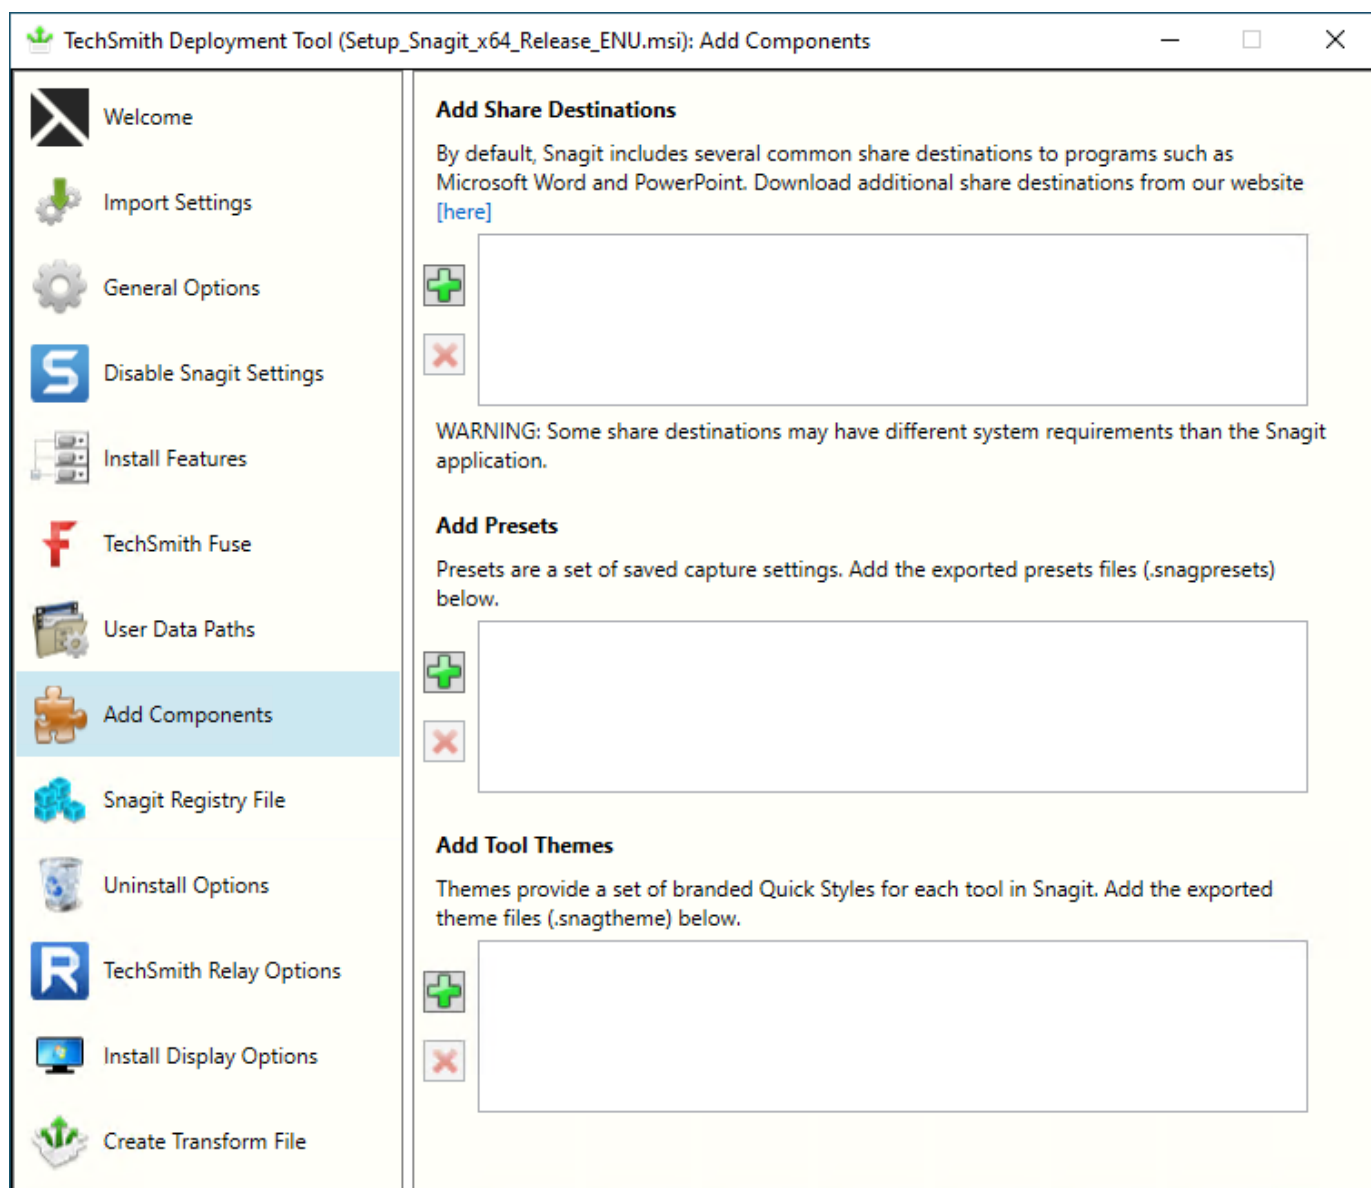 TechSmith Deployment Tool (Setup_Snagit_x64_Release_ENU.msi): Add Components
Welcome
Import Settings
General Options
Disable Snagit Settings
Install Features
TechSmith Fuse
User Data Paths
Add Components
Snagit Registry File
Uninstall Options
TechSmith Relay Options
Install Display Options
Create Transform File
Add Share Destinations
By default, Snagit includes several common share destinations to programs such as
Microsoft Word and PowerPoint. Download additional share destinations from our website
[here]
WARNING: Some share destinations may have different system requirements than the Snagit
application.
Add Presets
Presets are a set of saved capture settings. Add the exported presets files (.snagpresets)
below.
Add Tool Themes
Themes provide a set of branded Quick Styles for each tool in Snagit. Add the exported
theme files (.snagtheme) below.